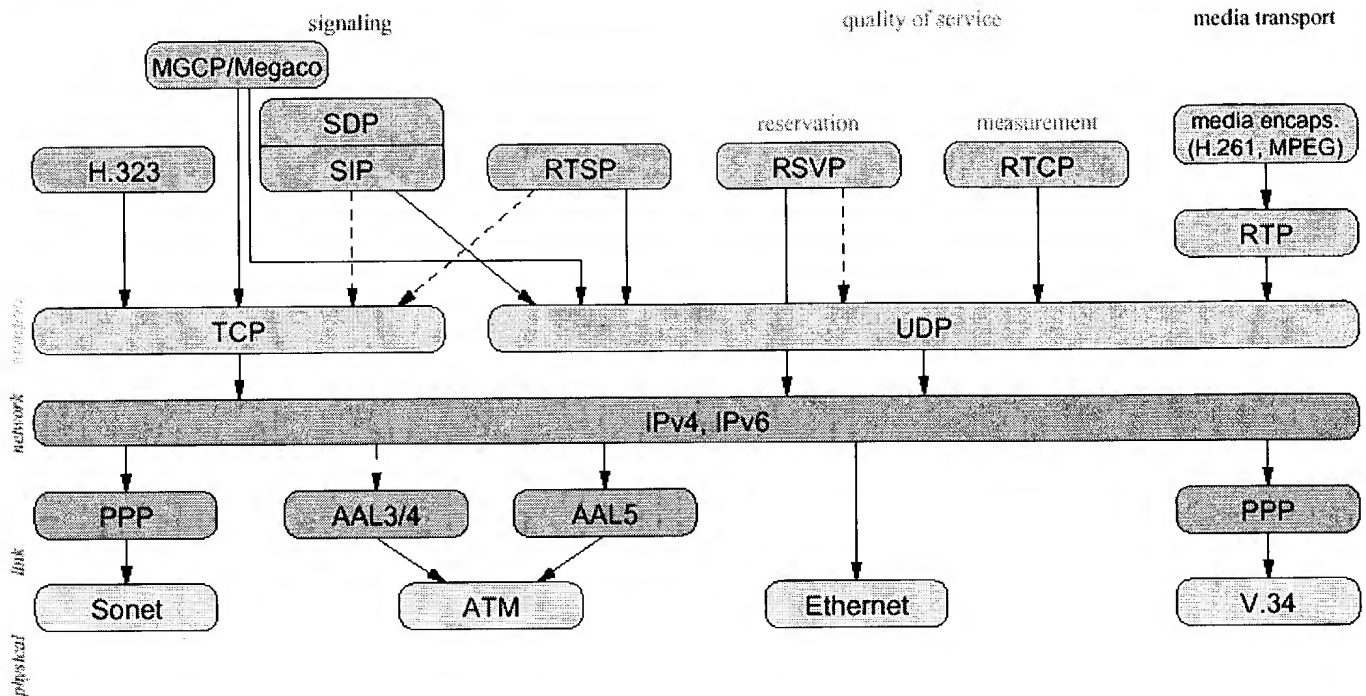 signaling
quality of service
media transport
MGCP/Megaco
SDP
SIP
H.323
RTSP
reservation
RSVP
measurement
RTCP
media encaps.
(H.261, MPEG)
RTP
TCP
UDP
network
IPv4, IPv6
PPP
AAL3/4
AAL5
PPP
link
Sonet
ATM
Ethernet
V.34
physical